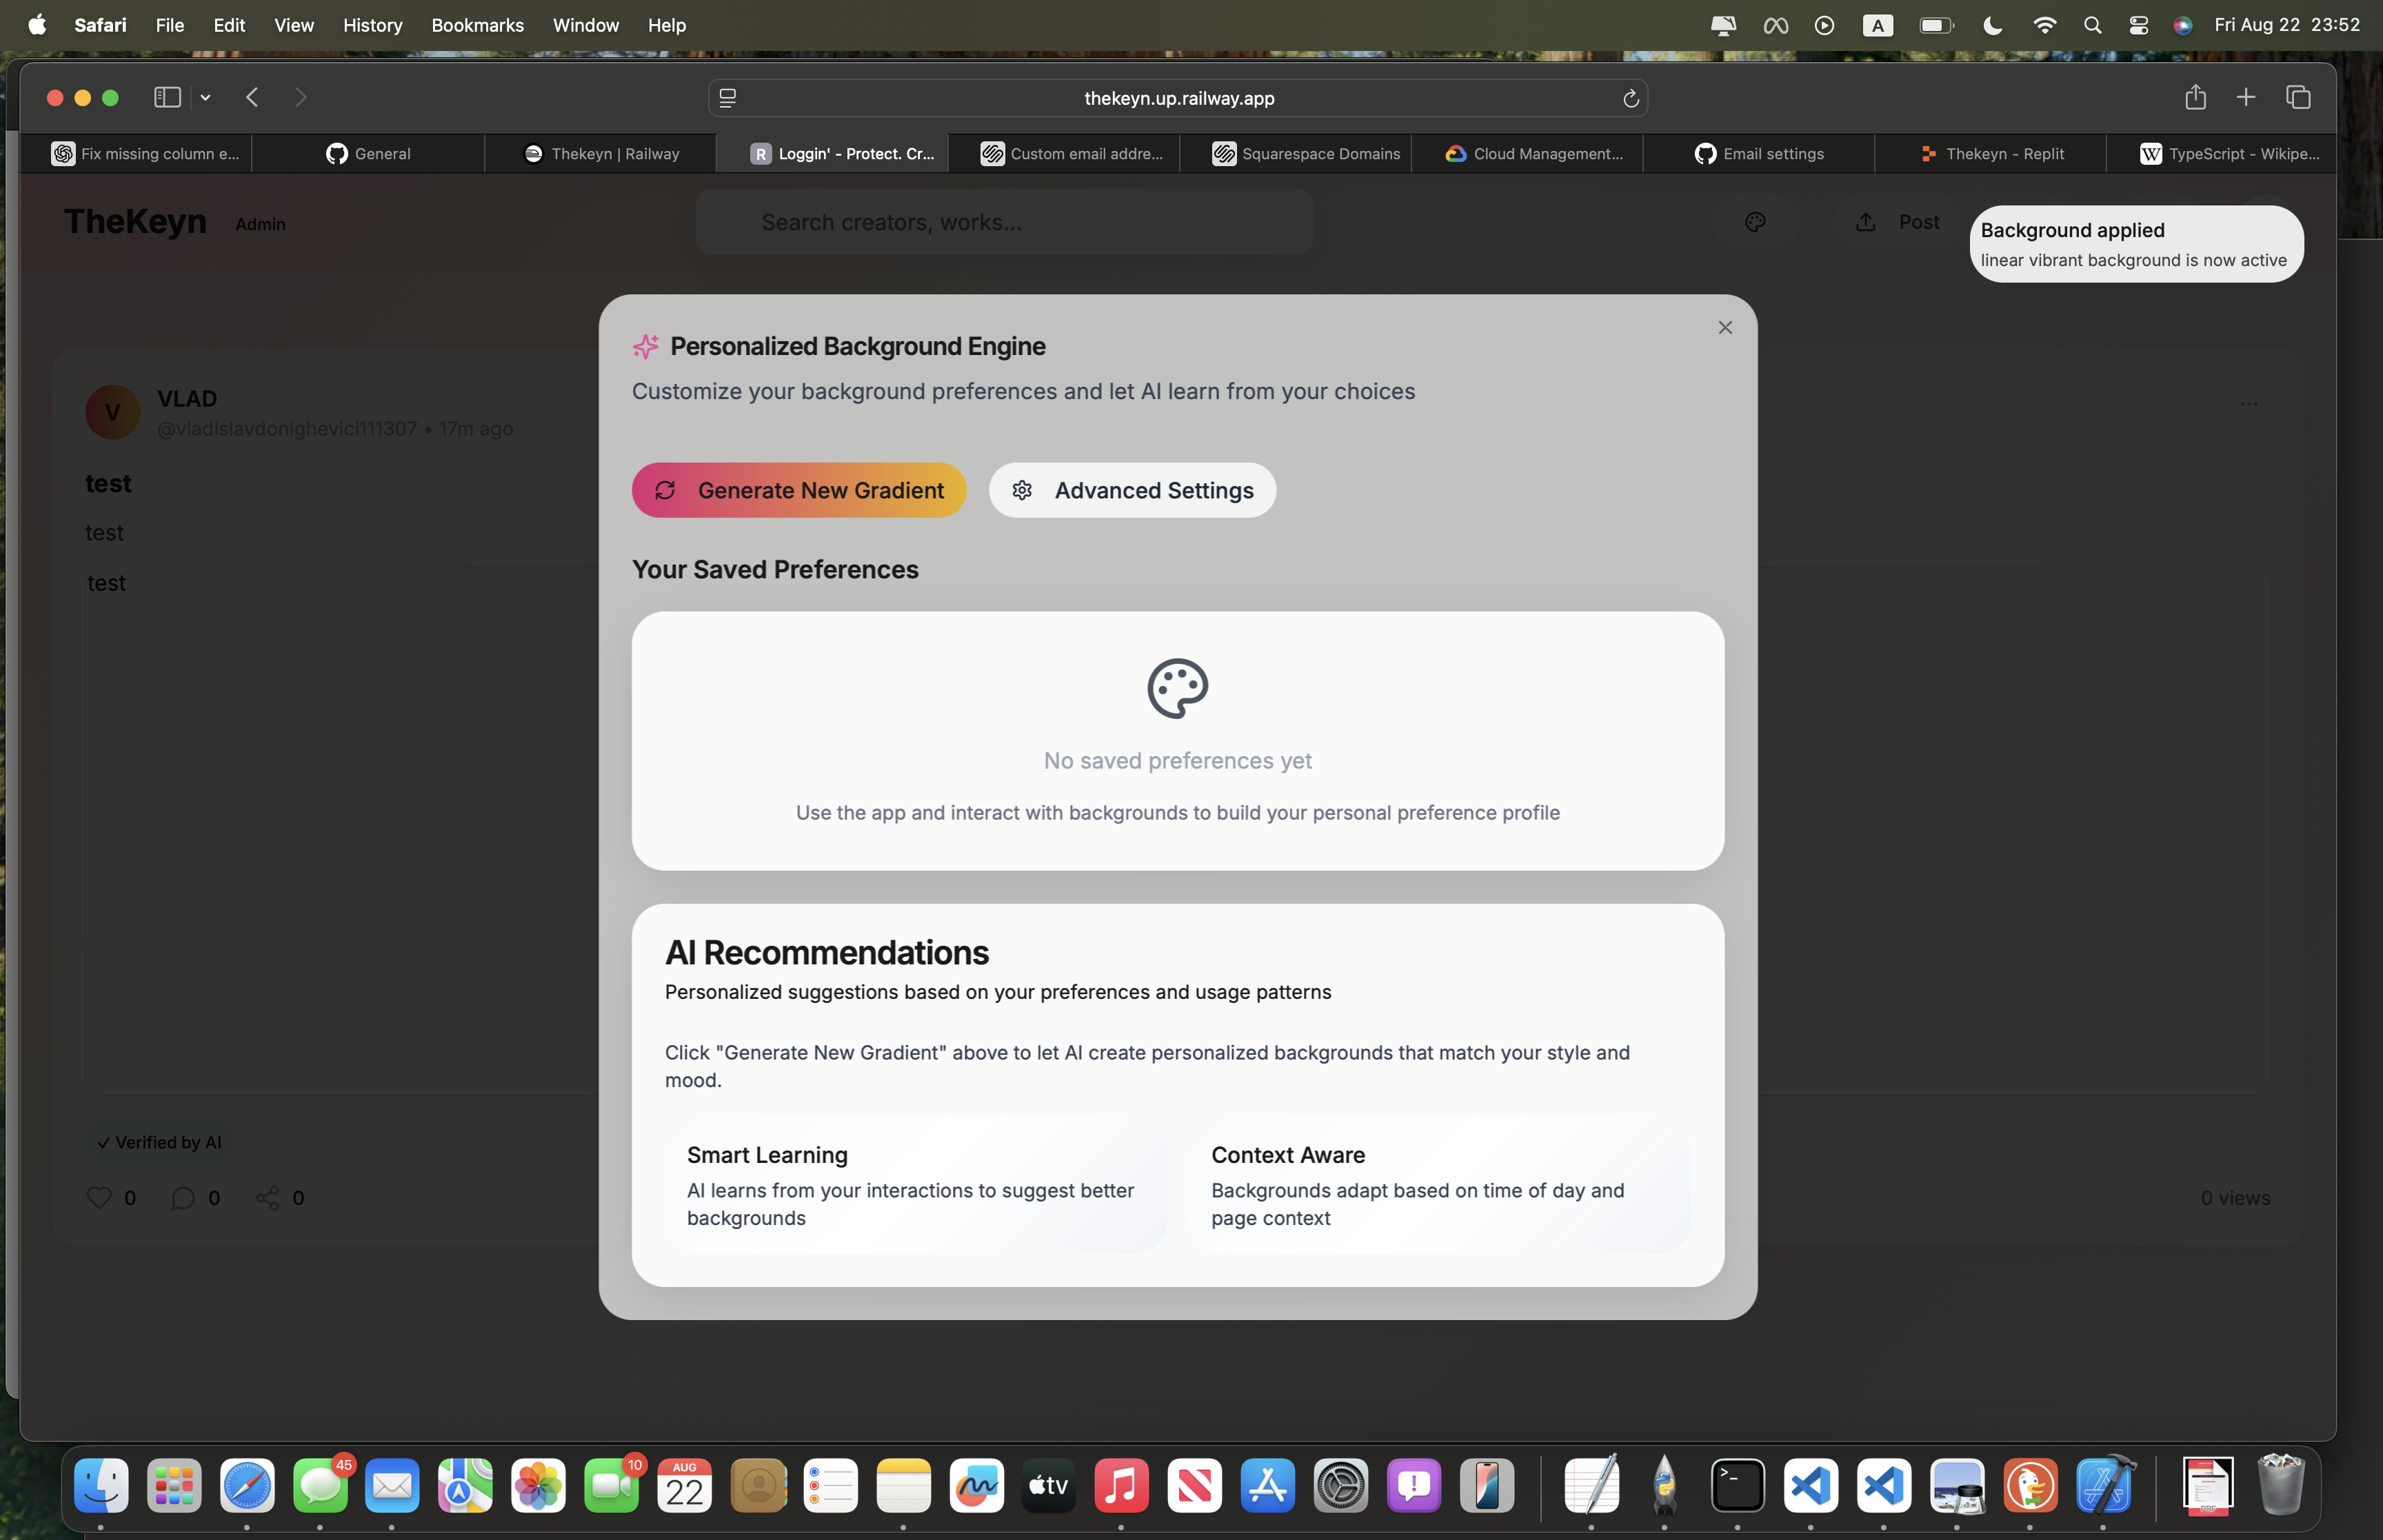 Safari File Edit View History Bookmarks Window Help
A
Fri Aug 22 23:52
thekeyn.up.railway.app
Fix missing column e...
General
Thekeyn | Railway
R Loggin' - Protect. Cr...
Custom email addre...
Squarespace Domains
Cloud Management...
Email settings
Thekeyn - Replit
W TypeScript - Wikipe...
TheKeyn Admin
Search creators, works...
Post
Background applied
linear vibrant background is now active
V
VLAD
@vladislavdonighevici111307 • 17m ago
...
test
test
test
✓ Verified by AI
0 0 0
0 views
Personalized Background Engine
Customize your background preferences and let AI learn from your choices
Generate New Gradient
Advanced Settings
Your Saved Preferences
No saved preferences yet
Use the app and interact with backgrounds to build your personal preference profile
AI Recommendations
Personalized suggestions based on your preferences and usage patterns
Click "Generate New Gradient" above to let AI create personalized backgrounds that match your style and
mood.
Smart Learning
AI learns from your interactions to suggest better
backgrounds
Context Aware
Backgrounds adapt based on time of day and
page context
45
10
AUG
22
tv
PDF